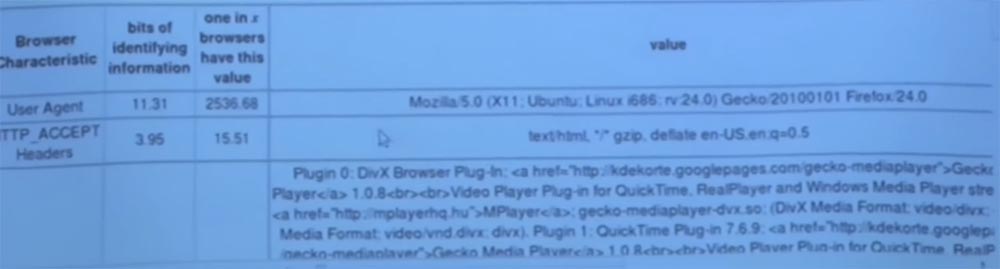 Browser Characteristic
bits of identifying information
one in x browsers have this value
value
User Agent
11.31
2536.68
Mozilla/5.0 (X11; Ubuntu; Linux i686; rv:24.0) Gecko/20100101 Firefox/24.0
TTP_ACCEPT Headers
3.95
15.51
text/html, */* gzip, deflate en-US,en;q=0.5
Plugin 0: DivX Browser Plug-In; <a href="http://kdekorte.googlepages.com/gecko-mediaplayer">Gecko
Player</a> 1.0.8<br><br>Video Player Plug-in for QuickTime, RealPlayer and Windows Media Player stre
<a href="http://mplayerhq.hu">MPlayer</a>; gecko-mediaplayer-dvx.so; (DivX Media Format; video/divx;
Media Format; video/vnd.divx; divx). Plugin 1: QuickTime Plug-in 7.6.9; <a href="http://kdekorte.googlep
/gecko-mediaplayer">Gecko Media Player</a> 1.0.8<br><br>Video Player Plug-in for QuickTime, RealP